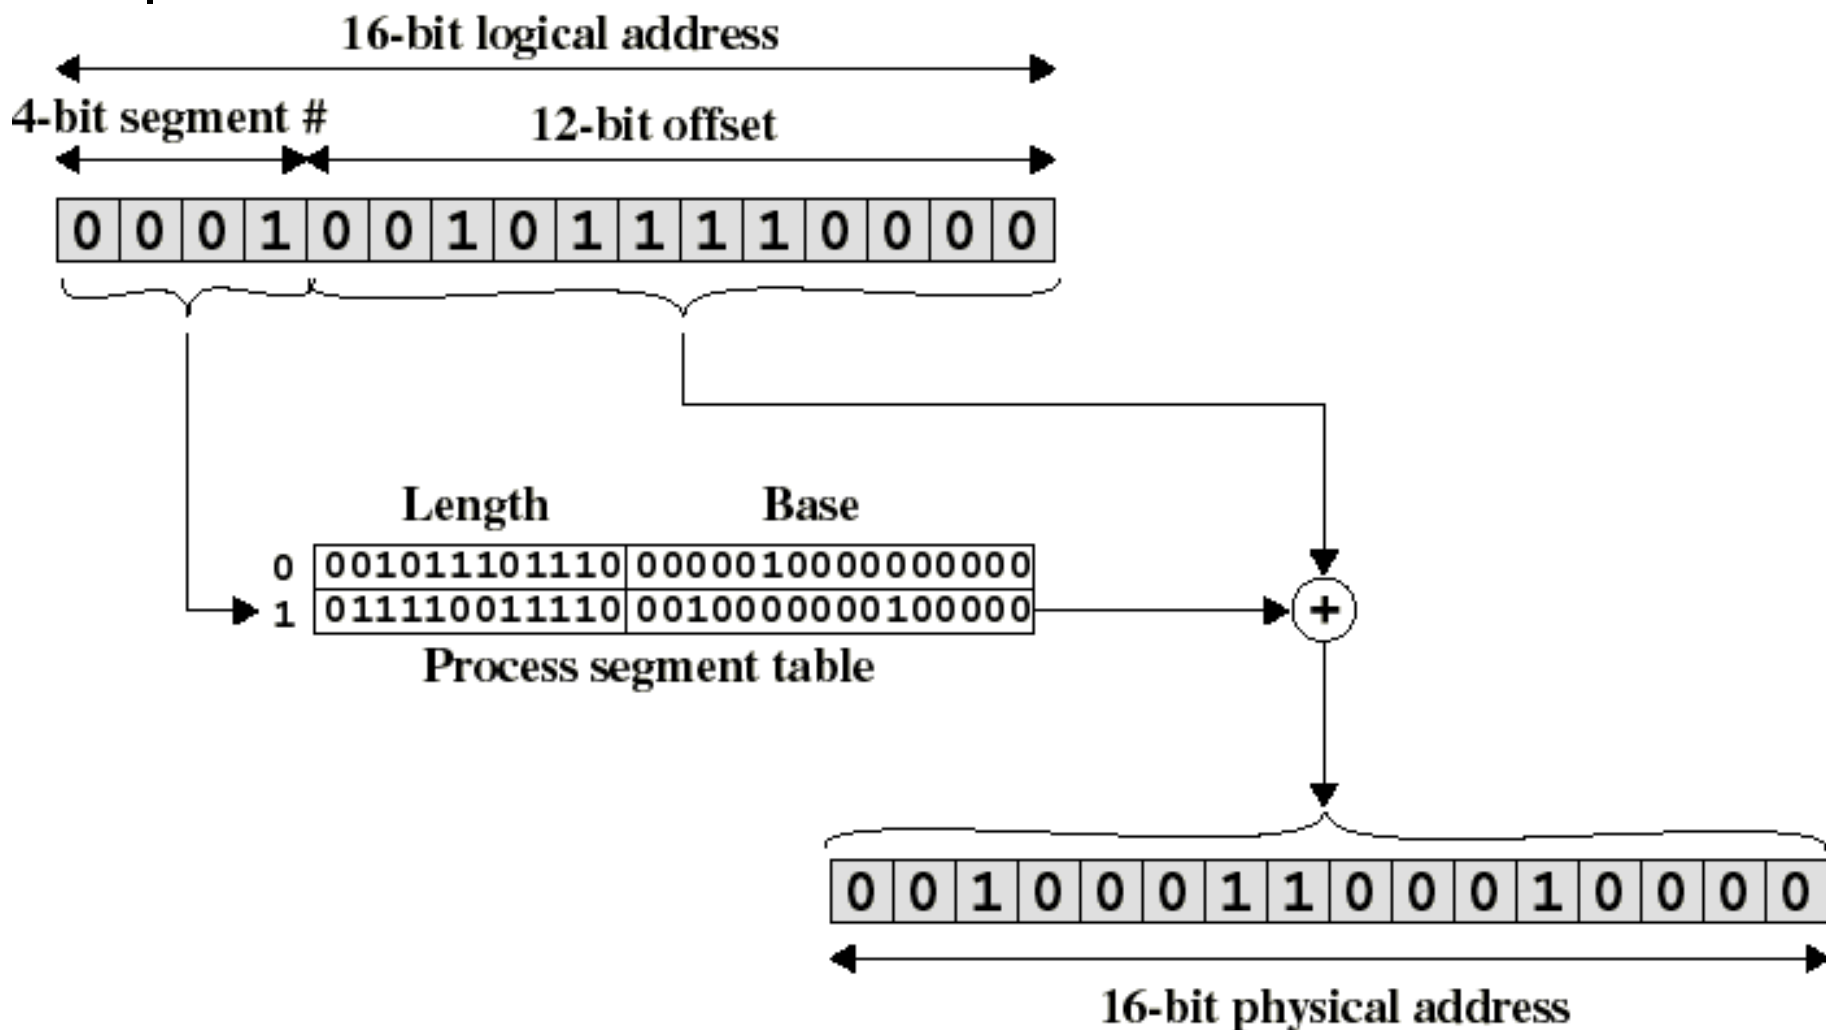 16-bit logical address
4-bit segment #
12-bit offset
0 0 0 1 0 0 1 0 1 1 1 1 0 0 0 0
Length Base
0 001011101110 0000010000000000
1 011110011110 0010000000100000
Process segment table
+
0 0 1 0 0 0 1 1 0 0 0 1 0 0 0 0
16-bit physical address